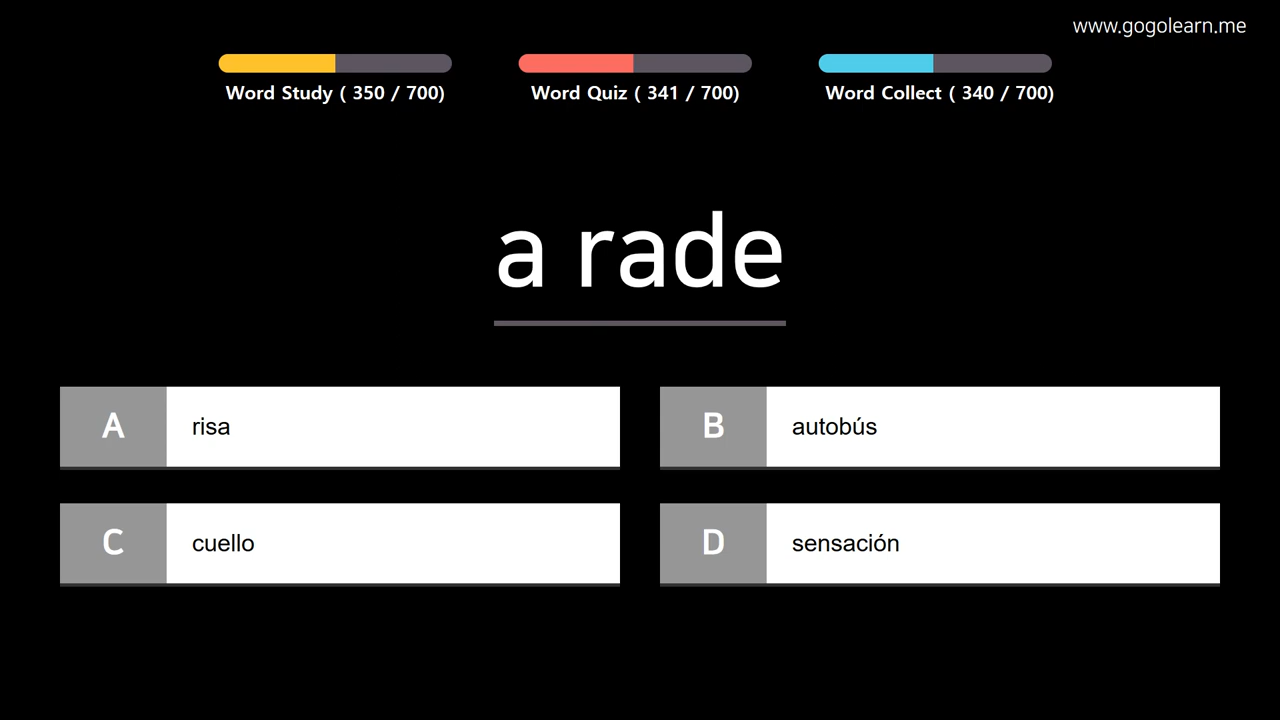 www.gogolearn.me
Word Study ( 350 / 700)
Word Quiz ( 341 / 700)
Word Collect ( 340 / 700)
a rade
A risa
B autobús
C cuello
D sensación